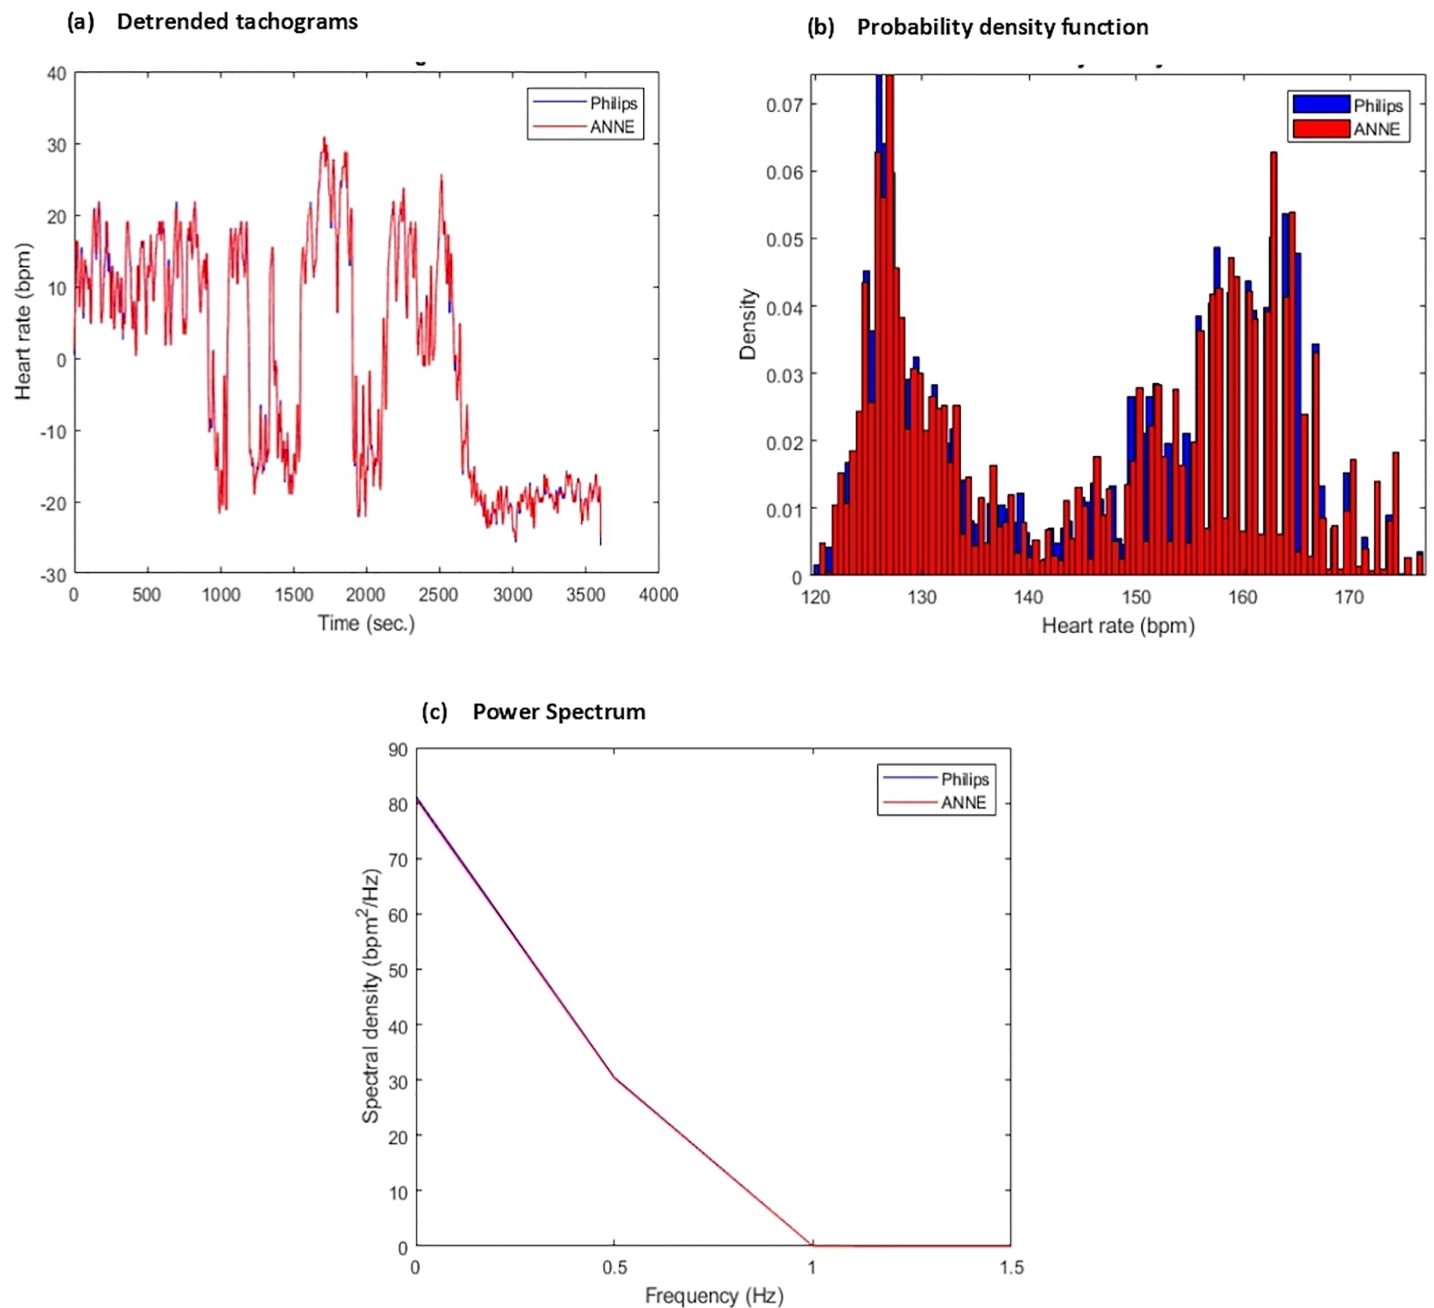 (a) Detrended tachograms
40
30
20
10
0
-10
-20
-30
Heart rate (bpm)
0 500 1000 1500 2000 2500 3000 3500 4000
Time (sec.)
Philips
ANNE
(b) Probability density function
0.07
0.06
0.05
0.04
0.03
0.02
0.01
0
Density
120 130 140 150 160 170
Heart rate (bpm)
Philips
ANNE
(c) Power Spectrum
90
80
70
60
50
40
30
20
10
0
Spectral density (bpm²/Hz)
0 0.5 1 1.5
Frequency (Hz)
Philips
ANNE